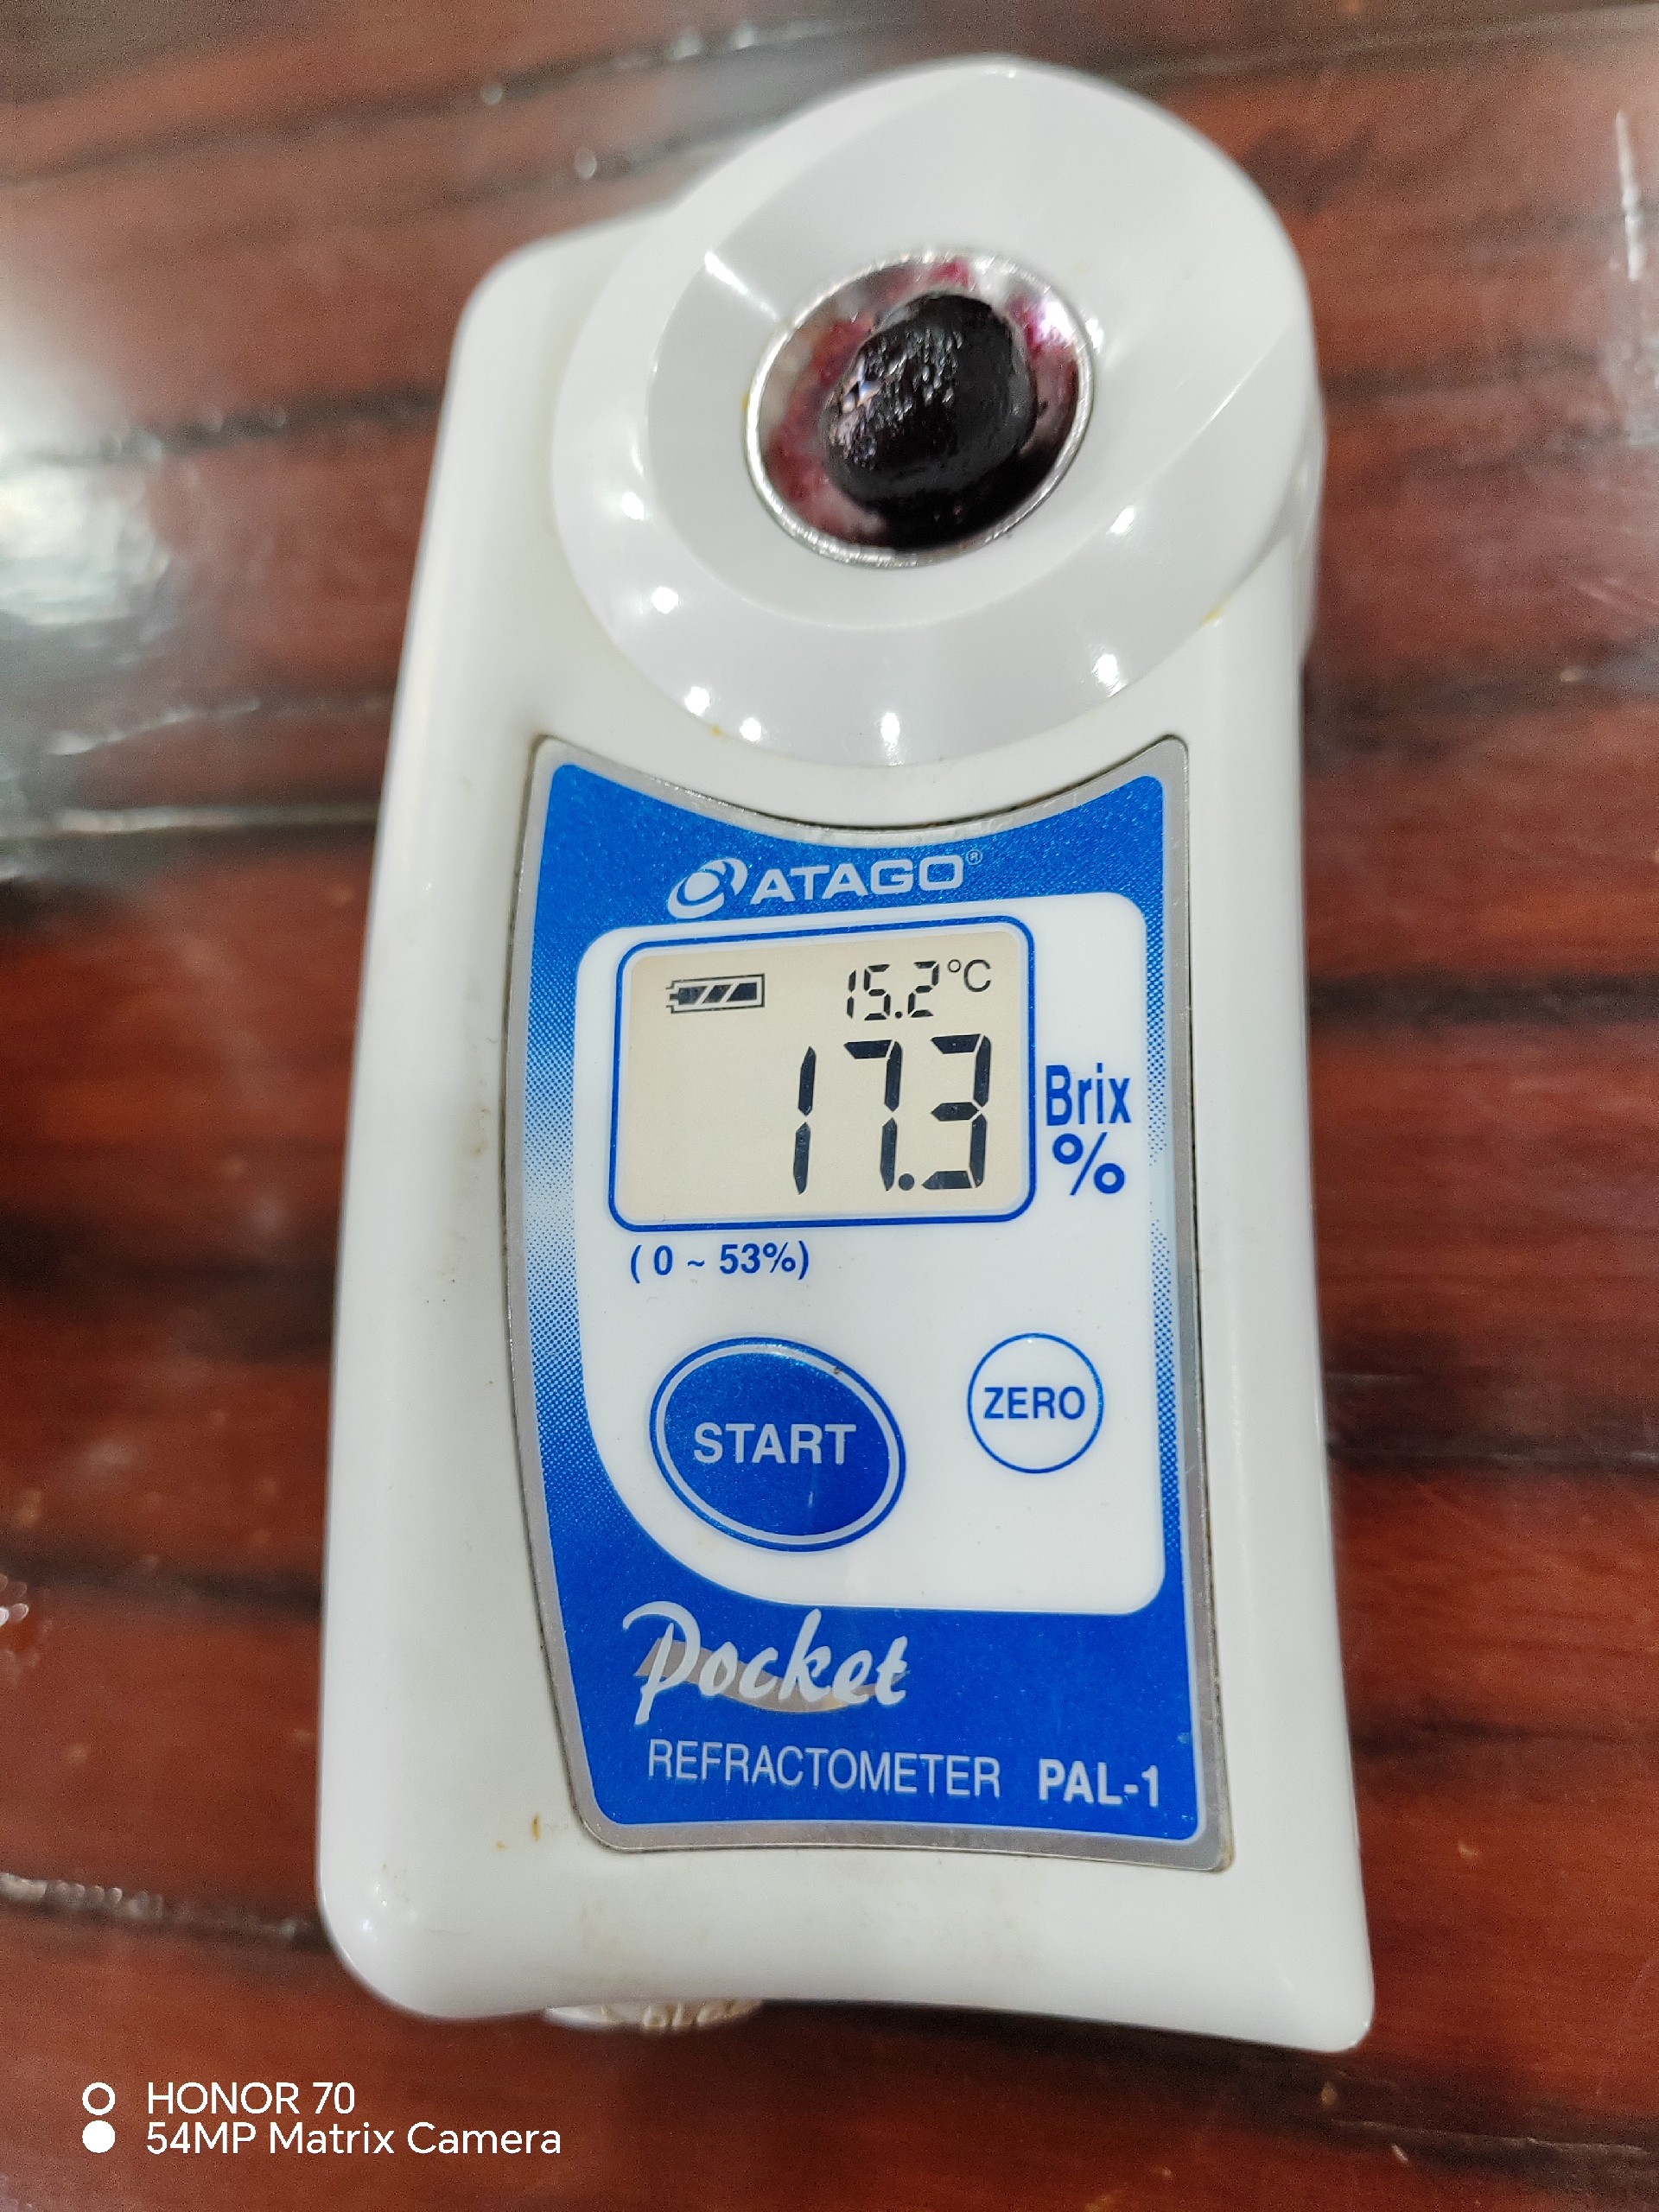 ATAGO®
15.2°C
17.3
Brix
%
( 0 ~ 53%)
START
ZERO
Pocket
REFRACTOMETER PAL-1
HONOR 70
54MP Matrix Camera